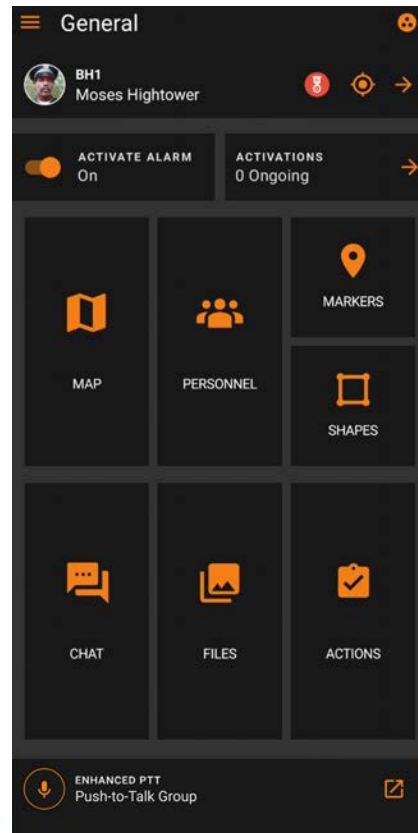 General
BH1
Moses Hightower
ACTIVATE ALARM
On
ACTIVATIONS
0 Ongoing
MAP
PERSONNEL
MARKERS
SHAPES
CHAT
FILES
ACTIONS
ENHANCED PTT
Push-to-Talk Group